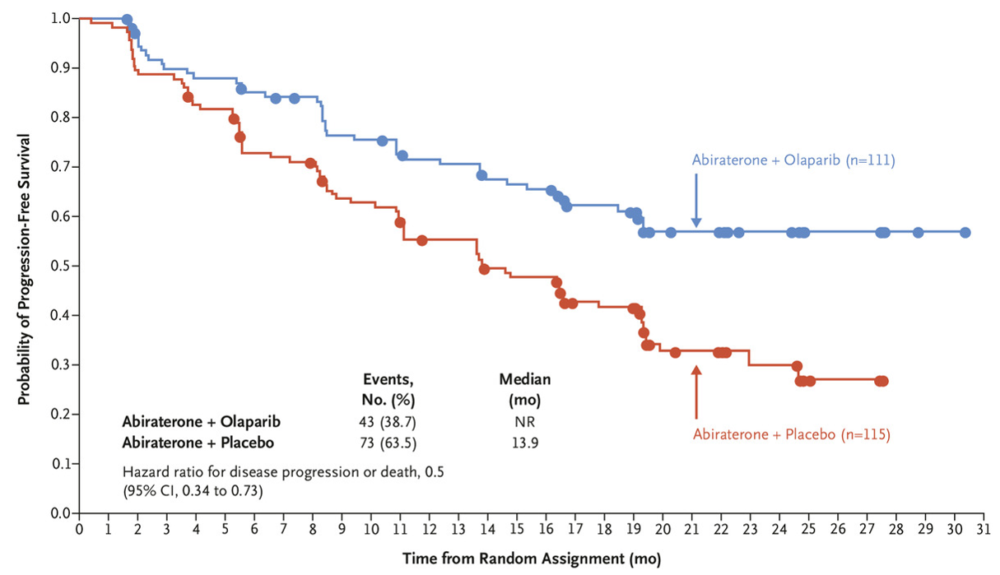 Probability of Progression-Free Survival
1.0
0.9
0.8
0.7
0.6
0.5
0.4
0.3
0.2
0.1
0.0
Abiraterone + Olaparib (n=111)
Abiraterone + Placebo (n=115)
Events, No. (%)
Median (mo)
Abiraterone + Olaparib 43 (38.7) NR
Abiraterone + Placebo 73 (63.5) 13.9
Hazard ratio for disease progression or death, 0.5
(95% CI, 0.34 to 0.73)
0 1 2 3 4 5 6 7 8 9 10 11 12 13 14 15 16 17 18 19 20 21 22 23 24 25 26 27 28 29 30 31
Time from Random Assignment (mo)